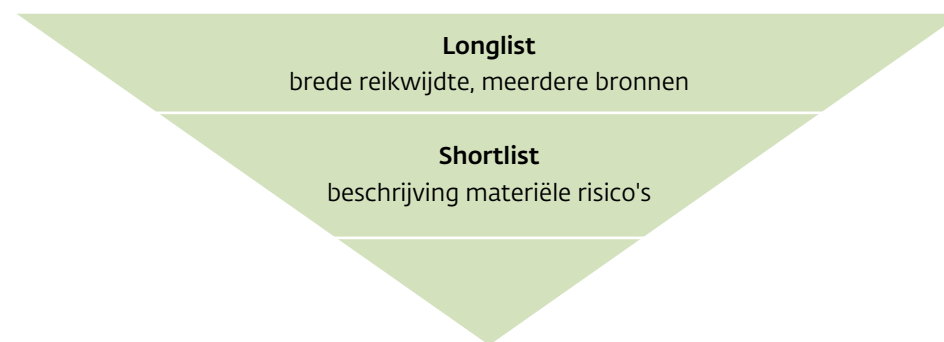 Longlist
brede reikwijdte, meerdere bronnen
Shortlist
beschrijving materiële risico's